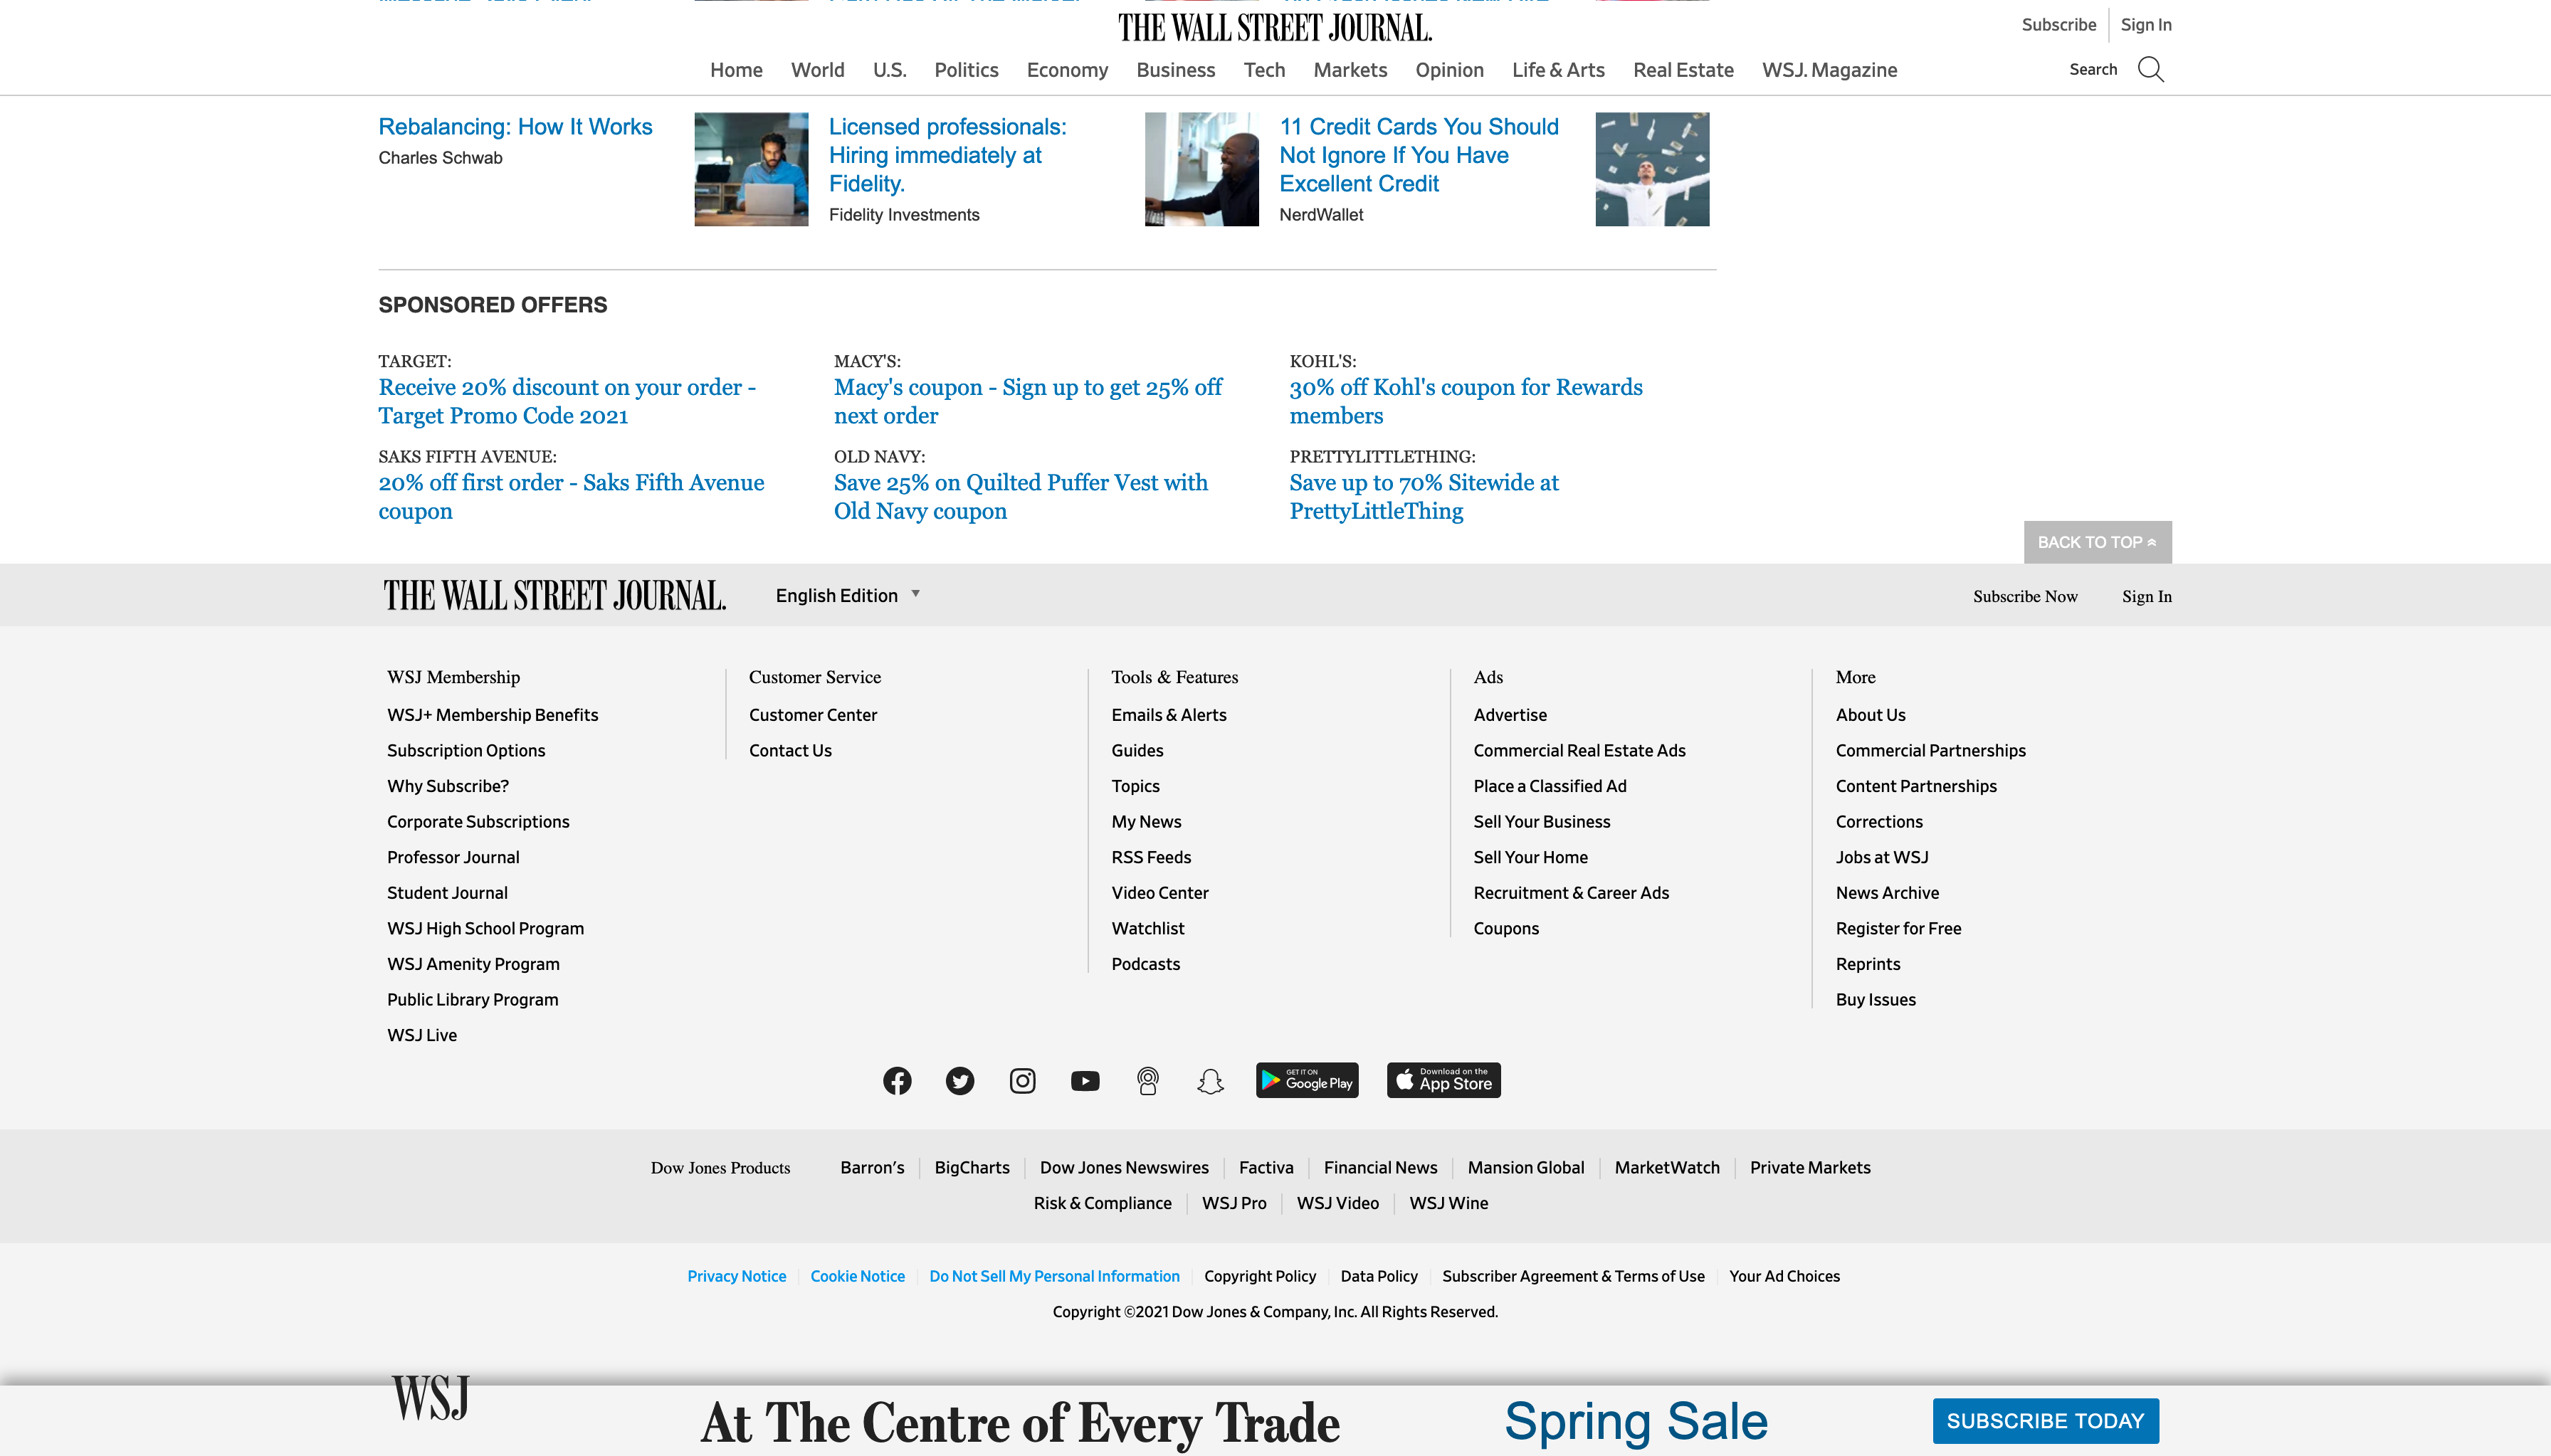 THE WALL STREET JOURNAL.
Subscribe
Sign In
Home World U.S. Politics Economy Business Tech Markets Opinion Life & Arts Real Estate WSJ. Magazine
Search
Rebalancing: How It Works
Charles Schwab
Licensed professionals:
Hiring immediately at
Fidelity.
Fidelity Investments
11 Credit Cards You Should
Not Ignore If You Have
Excellent Credit
NerdWallet
SPONSORED OFFERS
TARGET:
Receive 20% discount on your order -
Target Promo Code 2021
MACY'S:
Macy's coupon - Sign up to get 25% off
next order
KOHL'S:
30% off Kohl's coupon for Rewards
members
SAKS FIFTH AVENUE:
20% off first order - Saks Fifth Avenue
coupon
OLD NAVY:
Save 25% on Quilted Puffer Vest with
Old Navy coupon
PRETTYLITTLETHING:
Save up to 70% Sitewide at
PrettyLittleThing
BACK TO TOP
THE WALL STREET JOURNAL.
English Edition
Subscribe Now
Sign In
WSJ Membership
WSJ+ Membership Benefits
Subscription Options
Why Subscribe?
Corporate Subscriptions
Professor Journal
Student Journal
WSJ High School Program
WSJ Amenity Program
Public Library Program
WSJ Live
Customer Service
Customer Center
Contact Us
Tools & Features
Emails & Alerts
Guides
Topics
My News
RSS Feeds
Video Center
Watchlist
Podcasts
Ads
Advertise
Commercial Real Estate Ads
Place a Classified Ad
Sell Your Business
Sell Your Home
Recruitment & Career Ads
Coupons
More
About Us
Commercial Partnerships
Content Partnerships
Corrections
Jobs at WSJ
News Archive
Register for Free
Reprints
Buy Issues
GET IT ON
Google Play
Download on the
App Store
Dow Jones Products Barron's BigCharts Dow Jones Newswires Factiva Financial News Mansion Global MarketWatch Private Markets
Risk & Compliance WSJ Pro WSJ Video WSJ Wine
Privacy Notice Cookie Notice Do Not Sell My Personal Information Copyright Policy Data Policy Subscriber Agreement & Terms of Use Your Ad Choices
Copyright ©2021 Dow Jones & Company, Inc. All Rights Reserved.
WSJ
At The Centre of Every Trade
Spring Sale
SUBSCRIBE TODAY